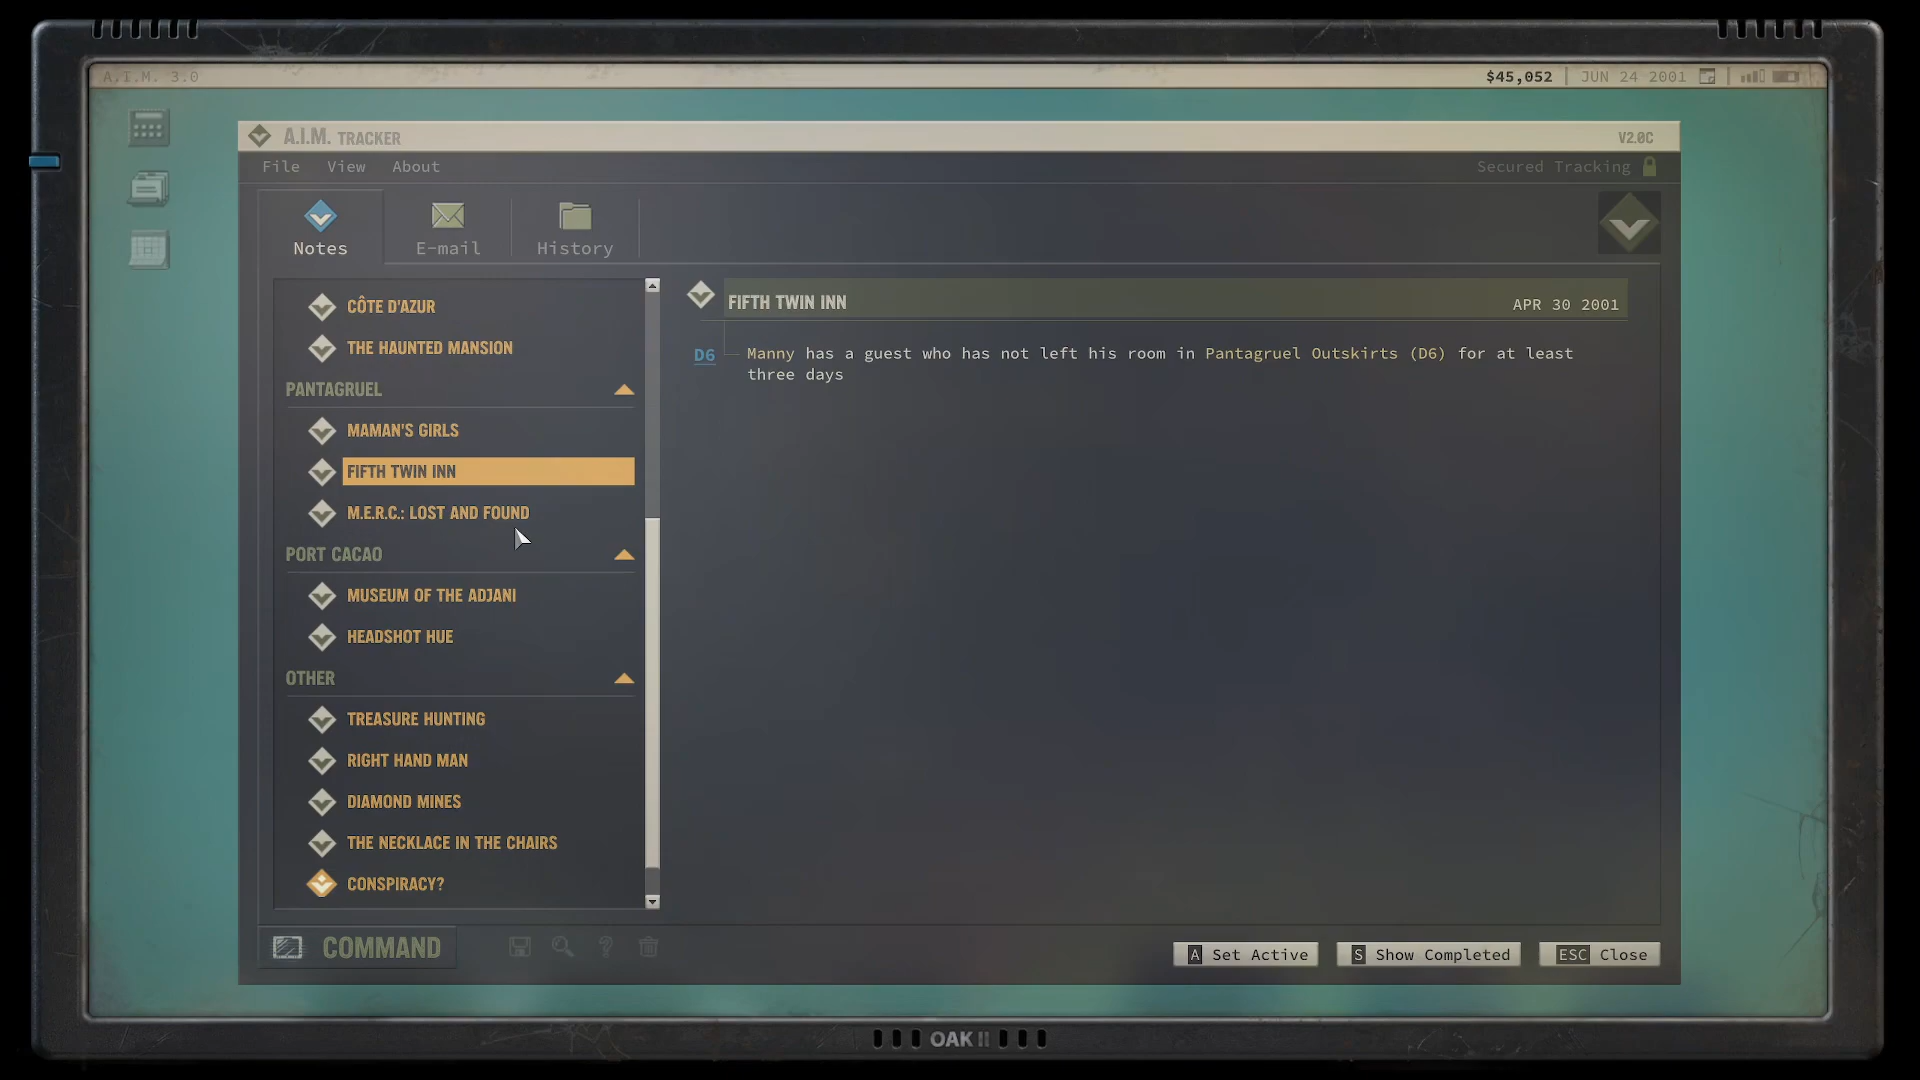 A.I.M. 3.0
$45,052 | JUN 24 2001
A.I.M. TRACKER
V2.0C
File View About
Secured Tracking
Notes
E-mail
History
CÔTE D'AZUR
THE HAUNTED MANSION
PANTAGRUEL
MAMAN'S GIRLS
FIFTH TWIN INN
M.E.R.C.: LOST AND FOUND
PORT CACAO
MUSEUM OF THE ADJANI
HEADSHOT HUE
OTHER
TREASURE HUNTING
RIGHT HAND MAN
DIAMOND MINES
THE NECKLACE IN THE CHAIRS
CONSPIRACY?
FIFTH TWIN INN
APR 30 2001
D6
Manny has a guest who has not left his room in Pantagruel Outskirts (D6) for at least
three days
COMMAND
A Set Active
S Show Completed
ESC Close
OAK II